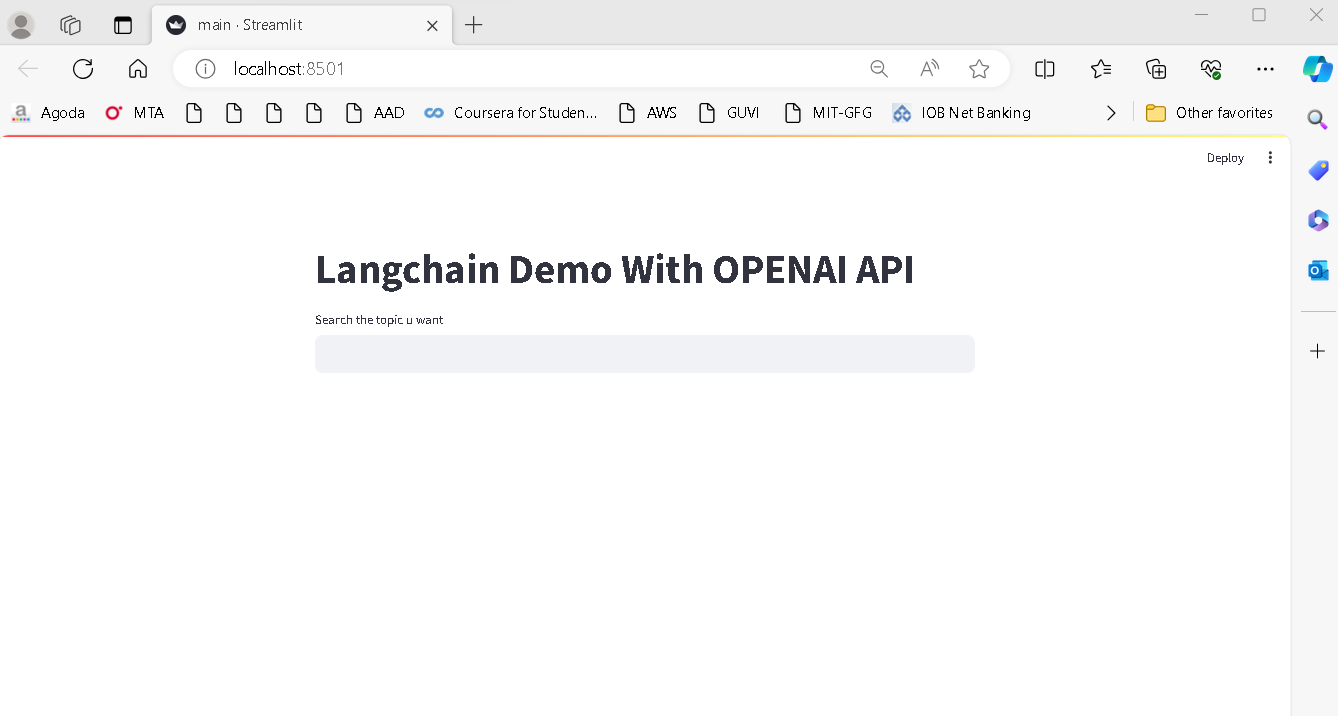 main · Streamlit
localhost:8501
Agoda MTA AAD Coursera for Studen... AWS GUVI MIT-GFG IOB Net Banking Other favorites
Deploy
Langchain Demo With OPENAI API
Search the topic u want